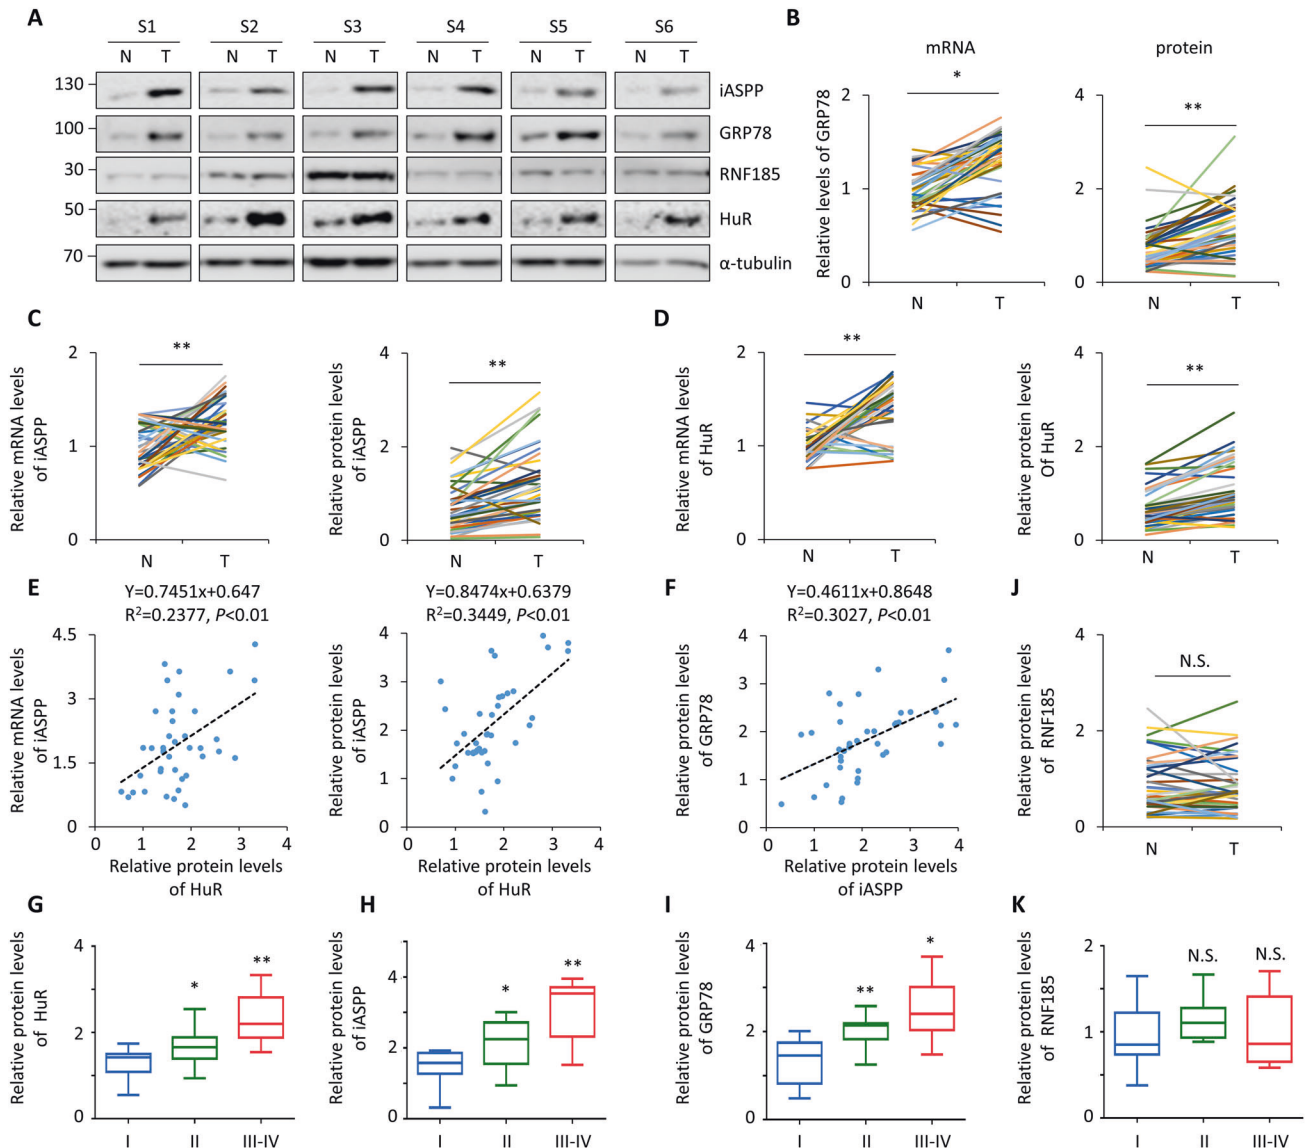 A
S1 S2 S3 S4 S5 S6
N T N T N T N T N T N T
130
iASPP
100
GRP78
30
RNF185
50
HuR
70
α-tubulin
B
mRNA
protein
Relative levels of GRP78
2
1
0
*
N T
4
2
0
**
N T
C
Relative mRNA levels
of iASPP
2
1
0
**
N T
Relative protein levels
of iASPP
4
2
0
**
N T
D
Relative mRNA levels
of HuR
2
1
0
**
N T
Relative protein levels
Of HuR
4
2
0
**
N T
E
Y=0.7451x+0.647
R²=0.2377, P<0.01
Relative mRNA levels
of iASPP
4.5
3
1.5
0
0 1 2 3 4
Relative protein levels
of HuR
Y=0.8474x+0.6379
R²=0.3449, P<0.01
Relative protein levels
of iASPP
4
3
2
1
0
0 1 2 3 4
Relative protein levels
of HuR
F
Y=0.4611x+0.8648
R²=0.3027, P<0.01
Relative protein levels
of GRP78
4
3
2
1
0
0 1 2 3 4
Relative protein levels
of iASPP
J
Relative protein levels
of RNF185
4
2
0
N.S.
N T
G
Relative protein levels
of HuR
4
2
0
*
**
I II III-IV
H
Relative protein levels
of iASPP
4
2
0
*
**
I II III-IV
I
Relative protein levels
of GRP78
4
2
0
**
*
I II III-IV
K
Relative protein levels
of RNF185
2
1
0
N.S.
N.S.
I II III-IV